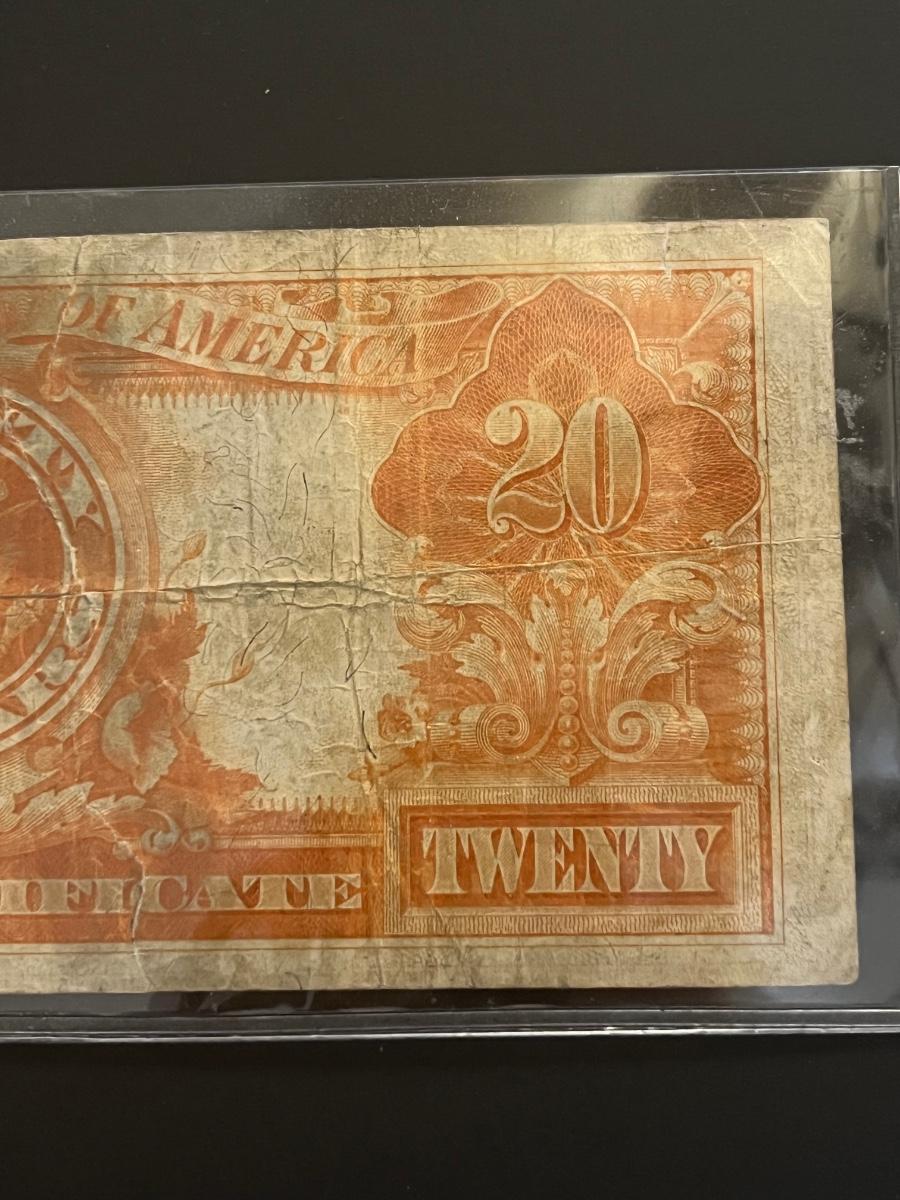 OF AMERICA
20
TWENTY
IFICATE